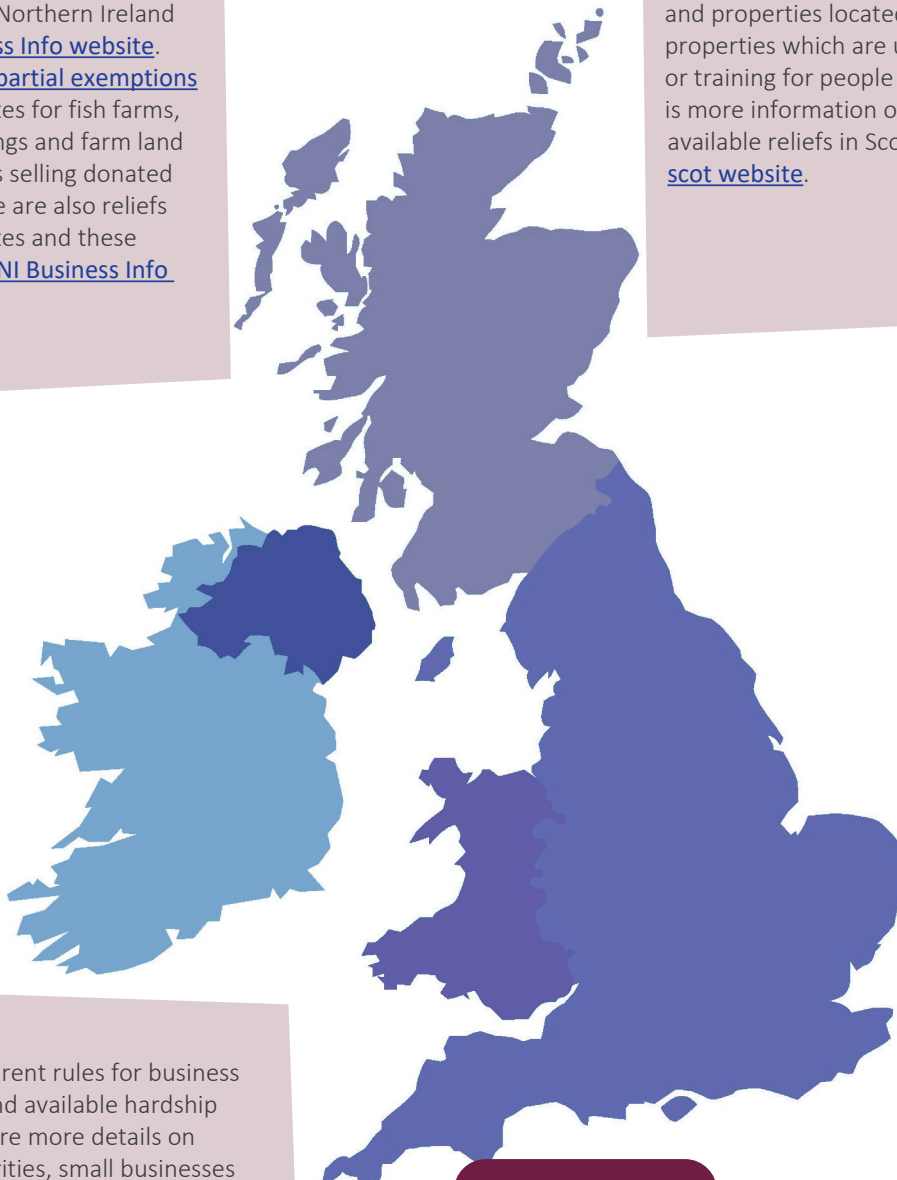 Northern Ireland
ss Info website.
partial exemptions
tes for fish farms,
ngs and farm land
s selling donated
e are also reliefs
tes and these
NI Business Info
and properties located
properties which are u
or training for people
is more information o
available reliefs in Sco
scot website.
rent rules for business
nd available hardship
re more details on
rities, small businesses